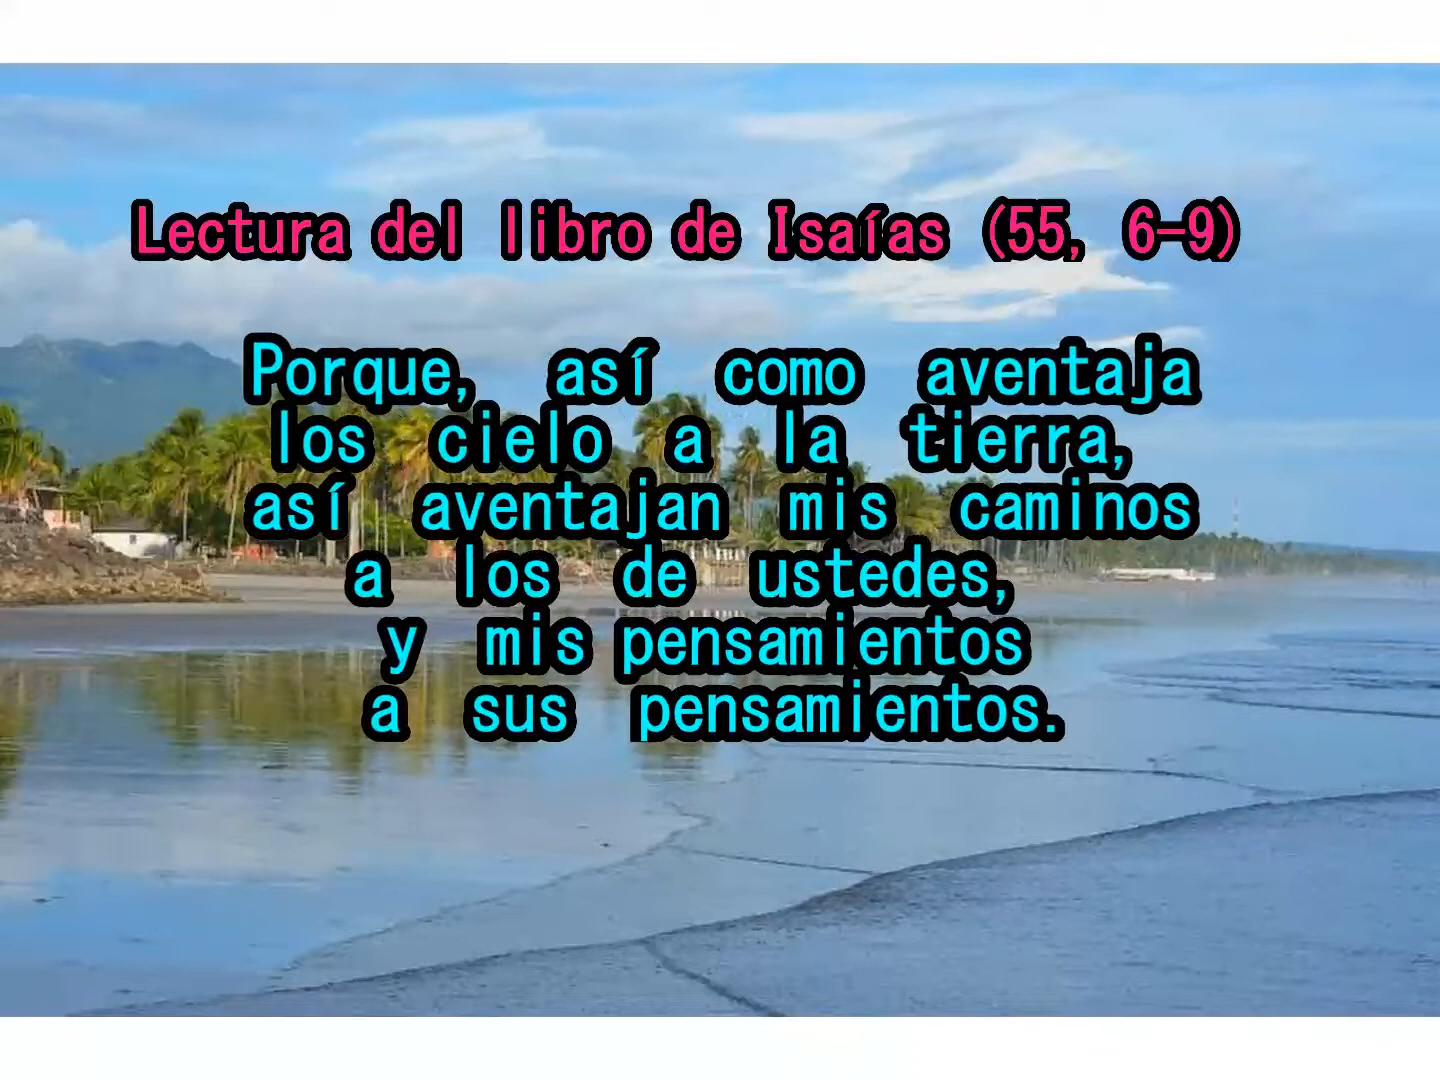 Lectura del libro de Isaías (55, 6-9)
Porque, así como aventaja
los cielo a la tierra,
así aventajan mis caminos
a los de ustedes,
y mis pensamientos
a sus pensamientos.